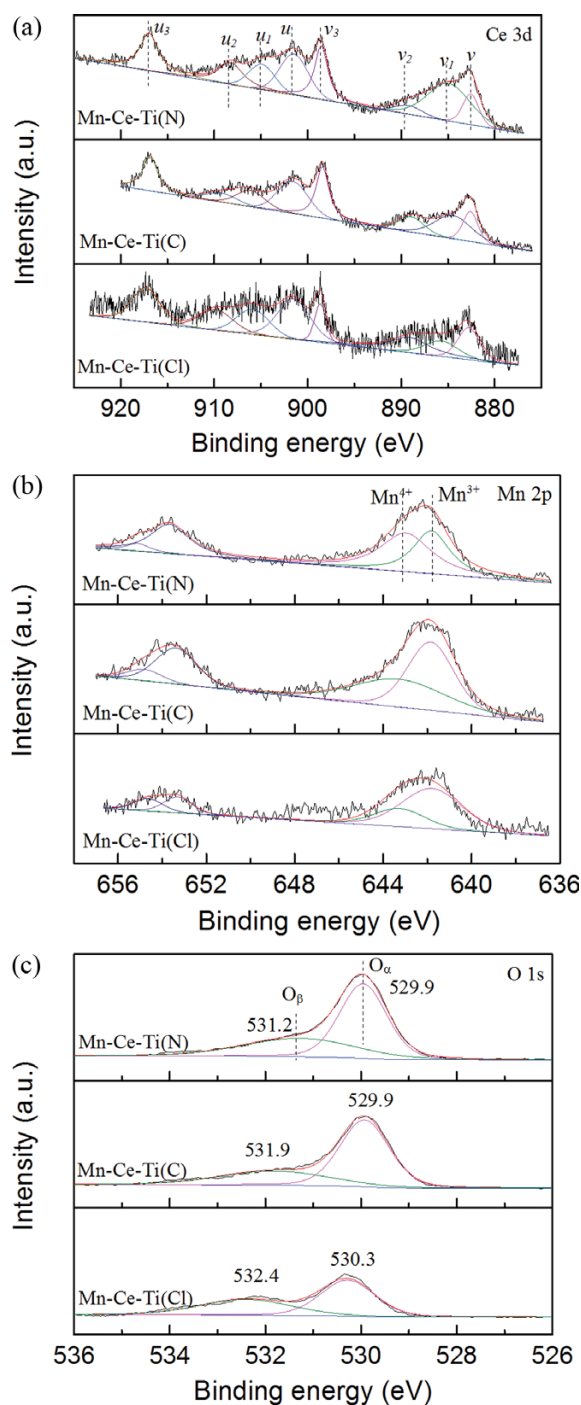 (a)
Ce 3d
u3 u2 u1 u v3 v2 v1 v
Mn-Ce-Ti(N)
Mn-Ce-Ti(C)
Mn-Ce-Ti(Cl)
Intensity (a.u.)
920 910 900 890 880
Binding energy (eV)
(b)
Mn4+ Mn3+ Mn 2p
Mn-Ce-Ti(N)
Mn-Ce-Ti(C)
Mn-Ce-Ti(Cl)
Intensity (a.u.)
656 652 648 644 640 636
Binding energy (eV)
(c)
Oβ Oα O 1s
531.2 529.9
Mn-Ce-Ti(N)
529.9
531.9
Mn-Ce-Ti(C)
532.4 530.3
Mn-Ce-Ti(Cl)
Intensity (a.u.)
536 534 532 530 528 526
Binding energy (eV)